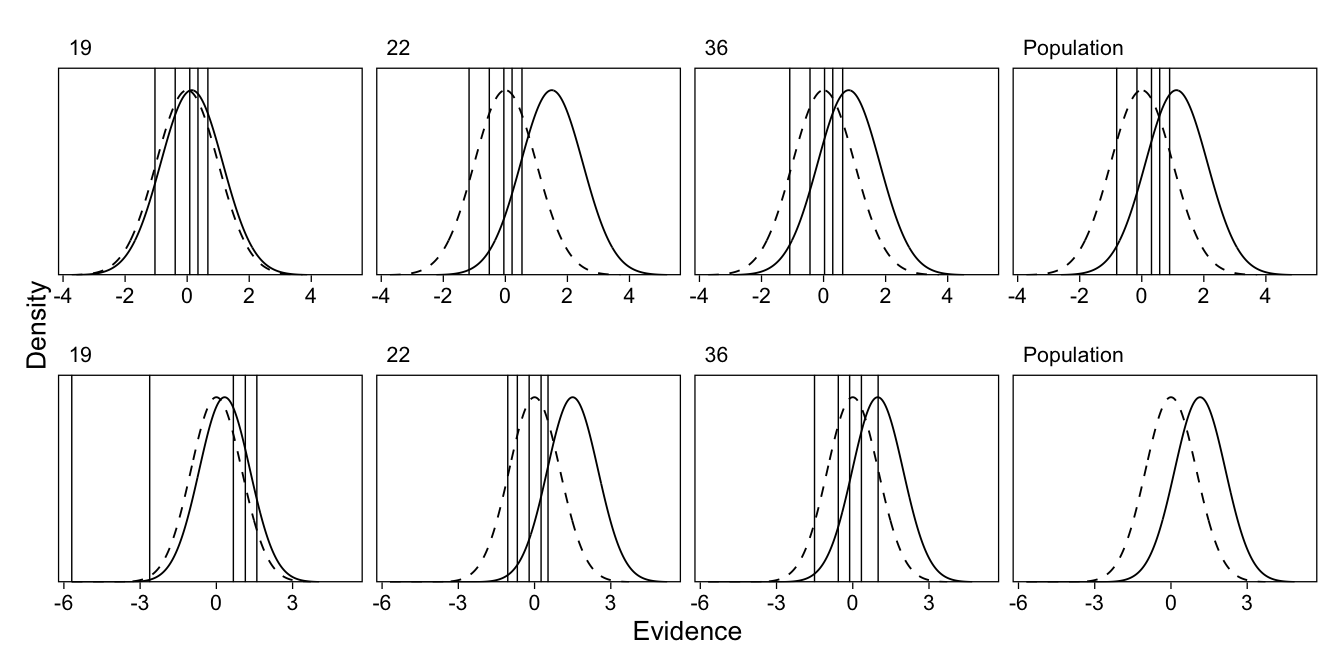 19 22 36 Population
-4 -2 0 2 4 -4 -2 0 2 4 -4 -2 0 2 4 -4 -2 0 2 4
Density
19 22 36 Population
-6 -3 0 3 -6 -3 0 3 -6 -3 0 3 -6 -3 0 3
Evidence